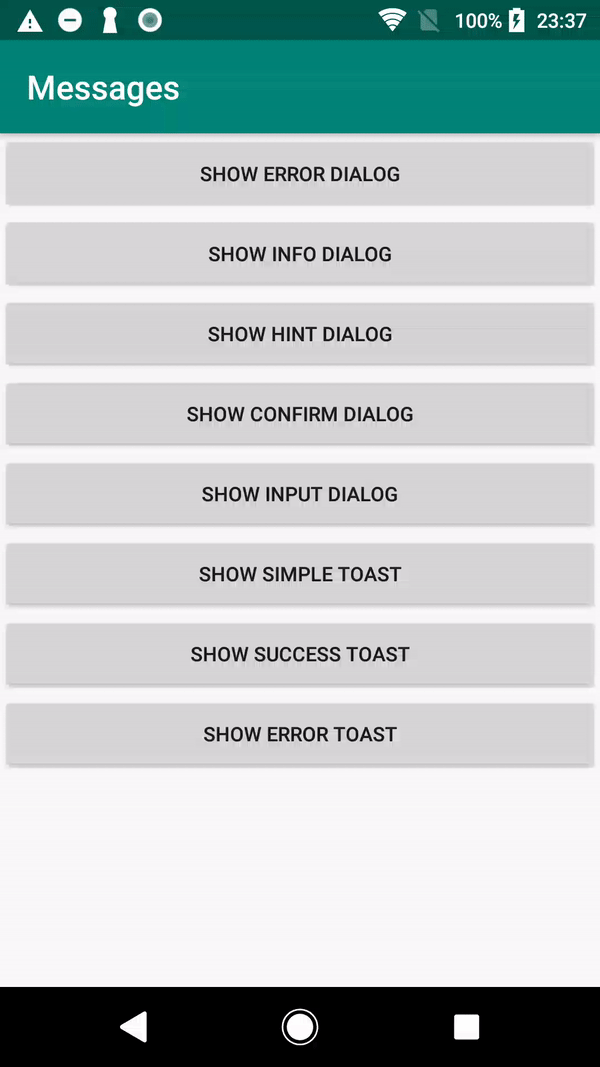 100% 23:37
Messages
SHOW ERROR DIALOG
SHOW INFO DIALOG
SHOW HINT DIALOG
SHOW CONFIRM DIALOG
SHOW INPUT DIALOG
SHOW SIMPLE TOAST
SHOW SUCCESS TOAST
SHOW ERROR TOAST